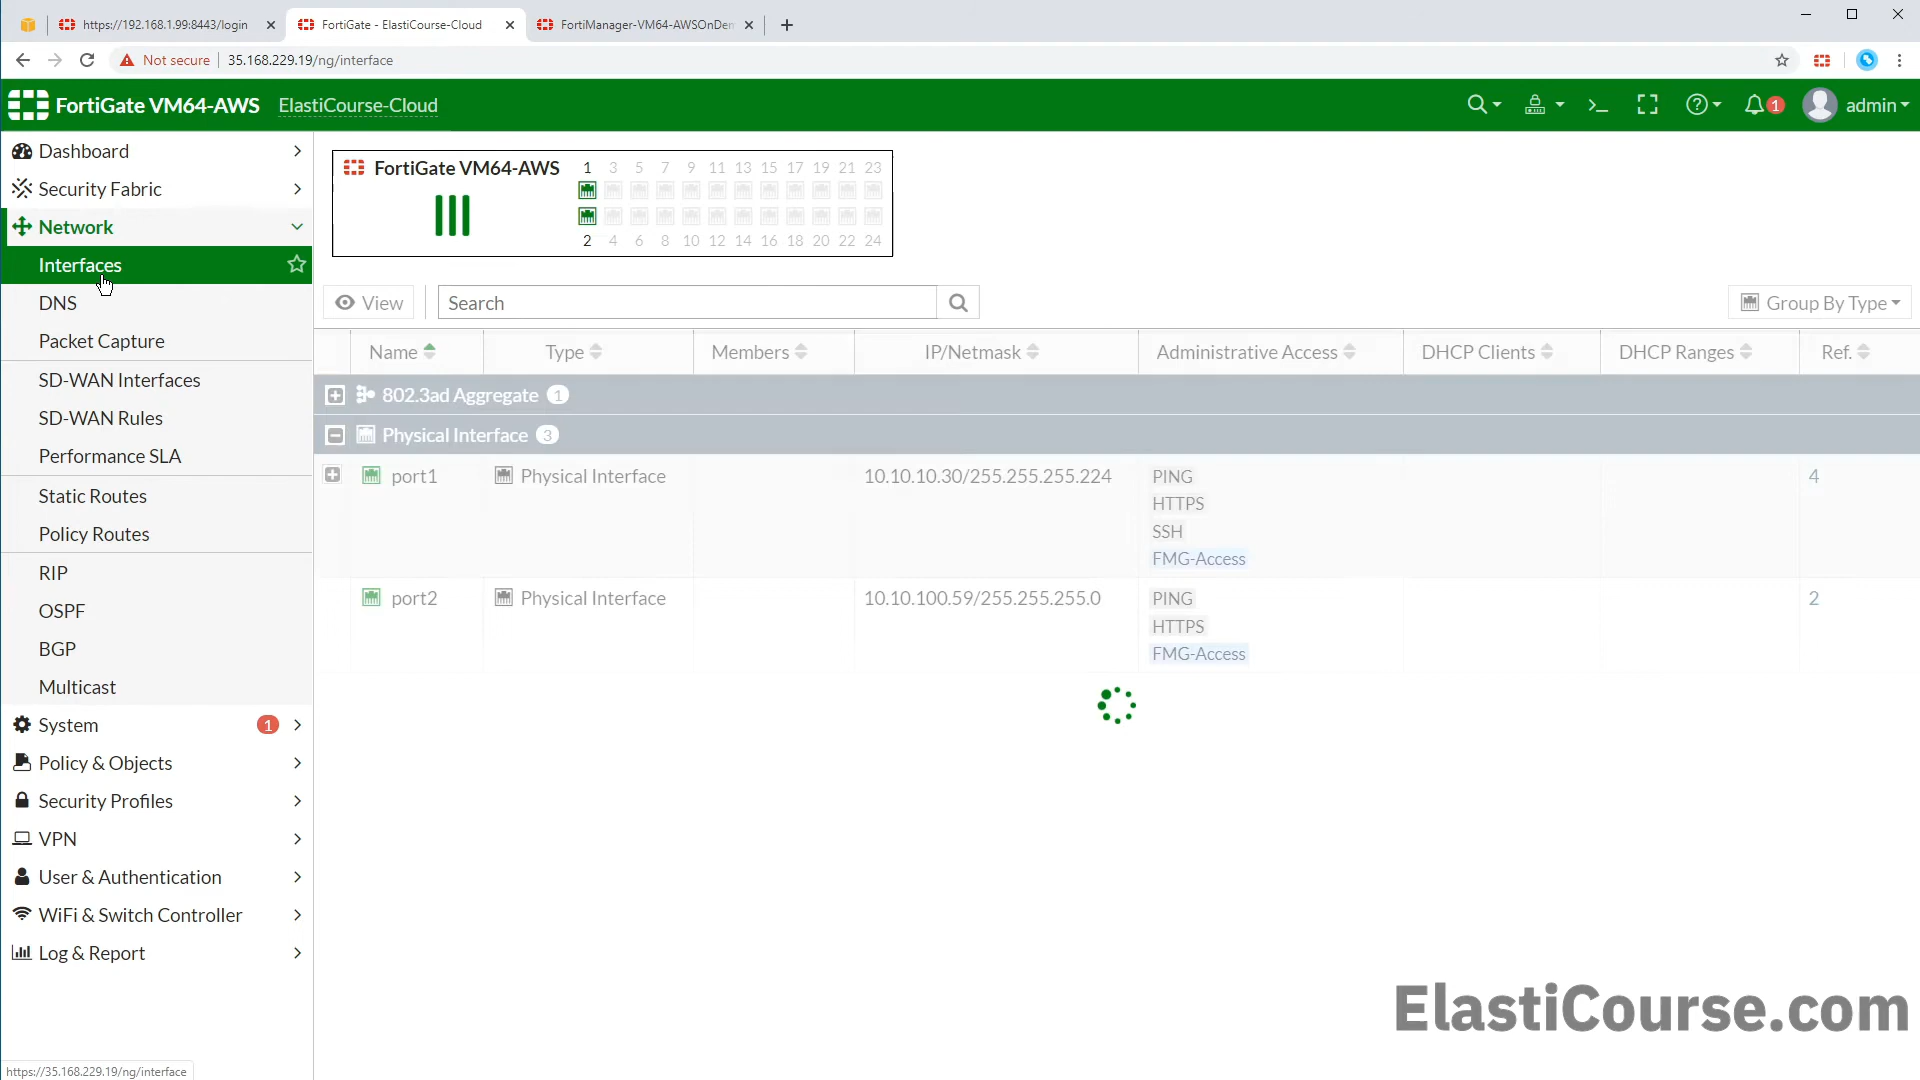 https://192.168.1.99:8443/login
FortiGate - ElastiCourse-Cloud
FortiManager-VM64-AWSOnDem
Not secure
35.168.229.19/ng/interface
FortiGate VM64-AWS
ElastiCourse-Cloud
1
admin
Dashboard
Security Fabric
Network
Interfaces
DNS
Packet Capture
SD-WAN Interfaces
SD-WAN Rules
Performance SLA
Static Routes
Policy Routes
RIP
OSPF
BGP
Multicast
System 1
Policy & Objects
Security Profiles
VPN
User & Authentication
WiFi & Switch Controller
Log & Report
FortiGate VM64-AWS
1 3 5 7 9 11 13 15 17 19 21 23
2 4 6 8 10 12 14 16 18 20 22 24
View
Search
Group By Type
Name Type Members IP/Netmask Administrative Access DHCP Clients DHCP Ranges Ref.
802.3ad Aggregate 1
Physical Interface 3
port1 Physical Interface 10.10.10.30/255.255.255.224 PING 4
HTTPS
SSH
FMG-Access
port2 Physical Interface 10.10.100.59/255.255.255.0 PING 2
HTTPS
FMG-Access
ElastiCourse.com
https://35.168.229.19/ng/interface